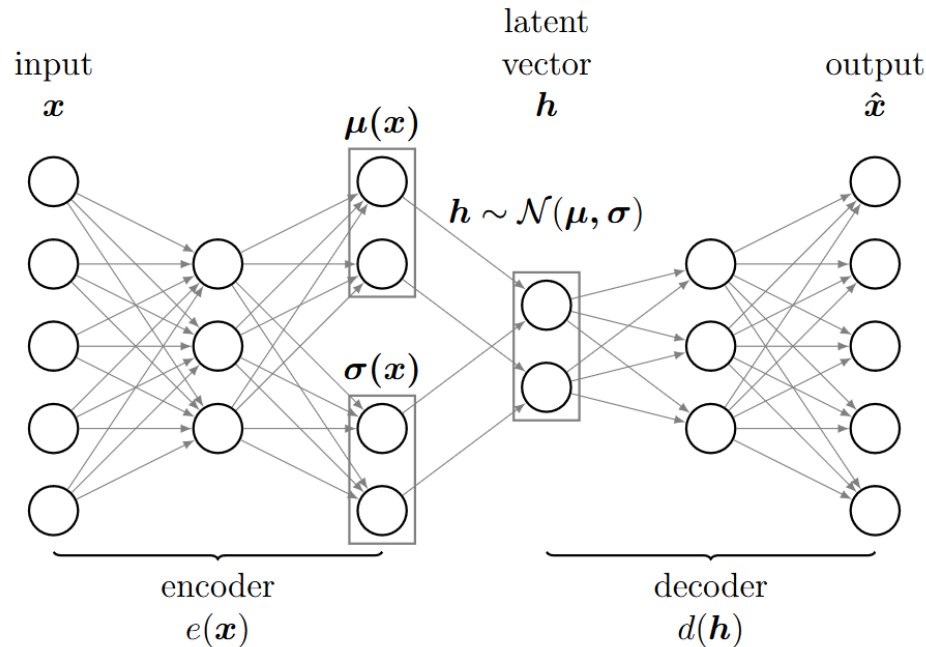 input
x
μ(x)
σ(x)
latent
vector
h
h ∼ 𝒩(μ, σ)
output
x̂
encoder
e(x)
decoder
d(h)